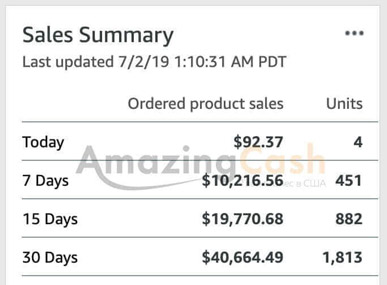 Sales Summary
Last updated 7/2/19 1:10:31 AM PDT
Ordered product sales Units
Today $92.37 4
AmazingCash
7 Days $10,216.56 451
в США
15 Days $19,770.68 882
30 Days $40,664.49 1,813